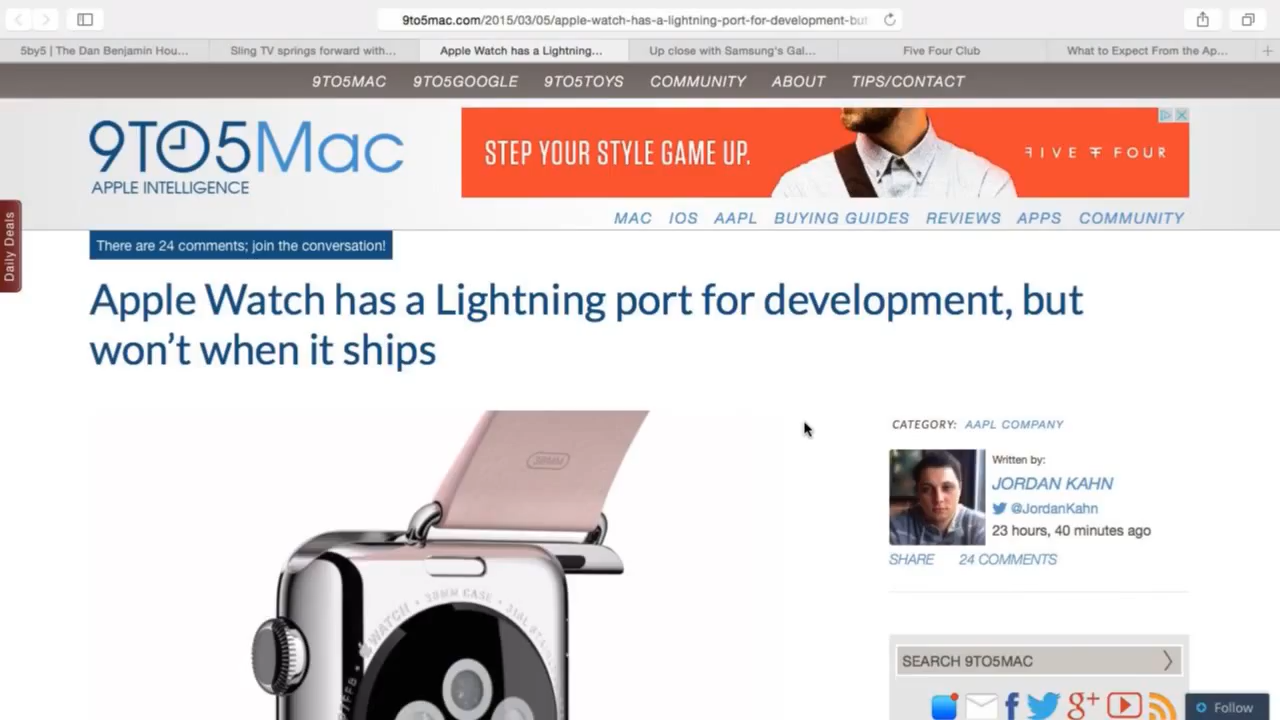 9to5mac.com/2015/03/05/apple-watch-has-a-lightning-port-for-development-but
5by5 | The Dan Benjamin Hou...
Sling TV springs forward with...
Apple Watch has a Lightning...
Up close with Samsung's Gal...
Five Four Club
What to Expect From the Ap...
9TO5MAC
9TO5GOOGLE
9TO5TOYS
COMMUNITY
ABOUT
TIPS/CONTACT
9TO5Mac
APPLE INTELLIGENCE
STEP YOUR STYLE GAME UP.
FIVE FOUR
MAC
IOS
AAPL
BUYING GUIDES
REVIEWS
APPS
COMMUNITY
Daily Deals
There are 24 comments; join the conversation!
Apple Watch has a Lightning port for development, but
won't when it ships
38MM
WATCH • 38MM CASE • 316L
CATEGORY: AAPL COMPANY
Written by:
JORDAN KAHN
@JordanKahn
23 hours, 40 minutes ago
SHARE
24 COMMENTS
SEARCH 9TO5MAC
Follow